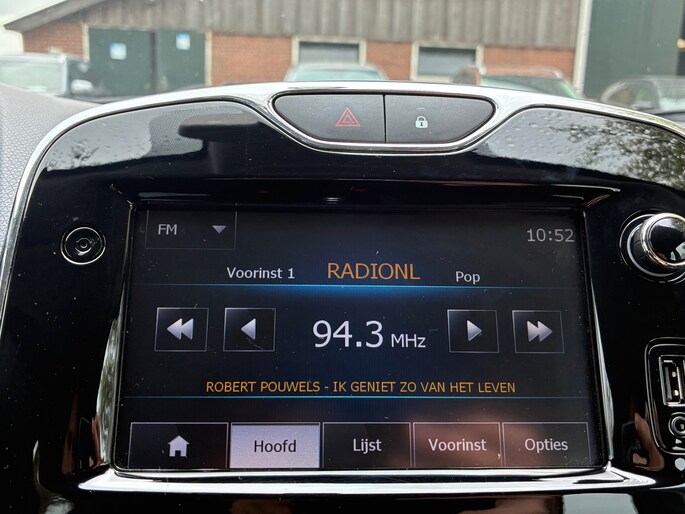 FM
10:52
Voorinst 1 RADIONL Pop
94.3 MHz
ROBERT POUWELS - IK GENIET ZO VAN HET LEVEN
Hoofd Lijst Voorinst Opties